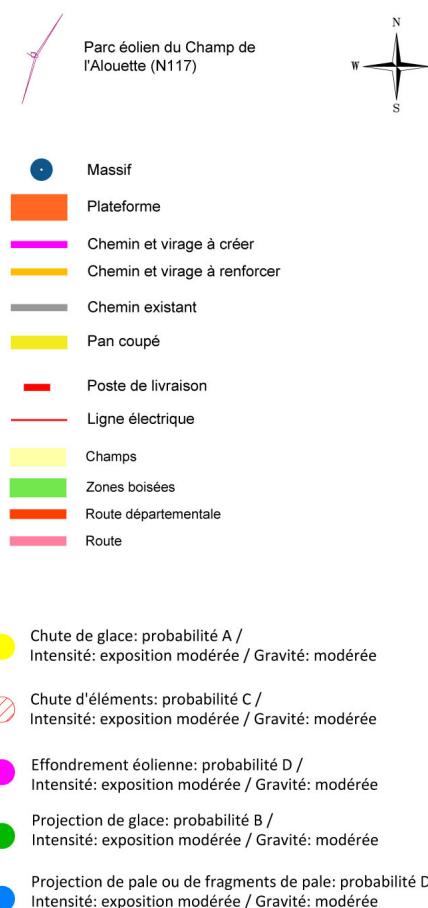 Parc éolien du Champ de
l'Alouette (N117)
N
W
S
Massif
Plateforme
Chemin et virage à créer
Chemin et virage à renforcer
Chemin existant
Pan coupé
Poste de livraison
Ligne électrique
Champs
Zones boisées
Route départementale
Route
Chute de glace: probabilité A /
Intensité: exposition modérée / Gravité: modérée
Chute d'éléments: probabilité C /
Intensité: exposition modérée / Gravité: modérée
Effondrement éolienne: probabilité D /
Intensité: exposition modérée / Gravité: modérée
Projection de glace: probabilité B /
Intensité: exposition modérée / Gravité: modérée
Projection de pale ou de fragments de pale: probabilité D
Intensité: exposition modérée / Gravité: modérée